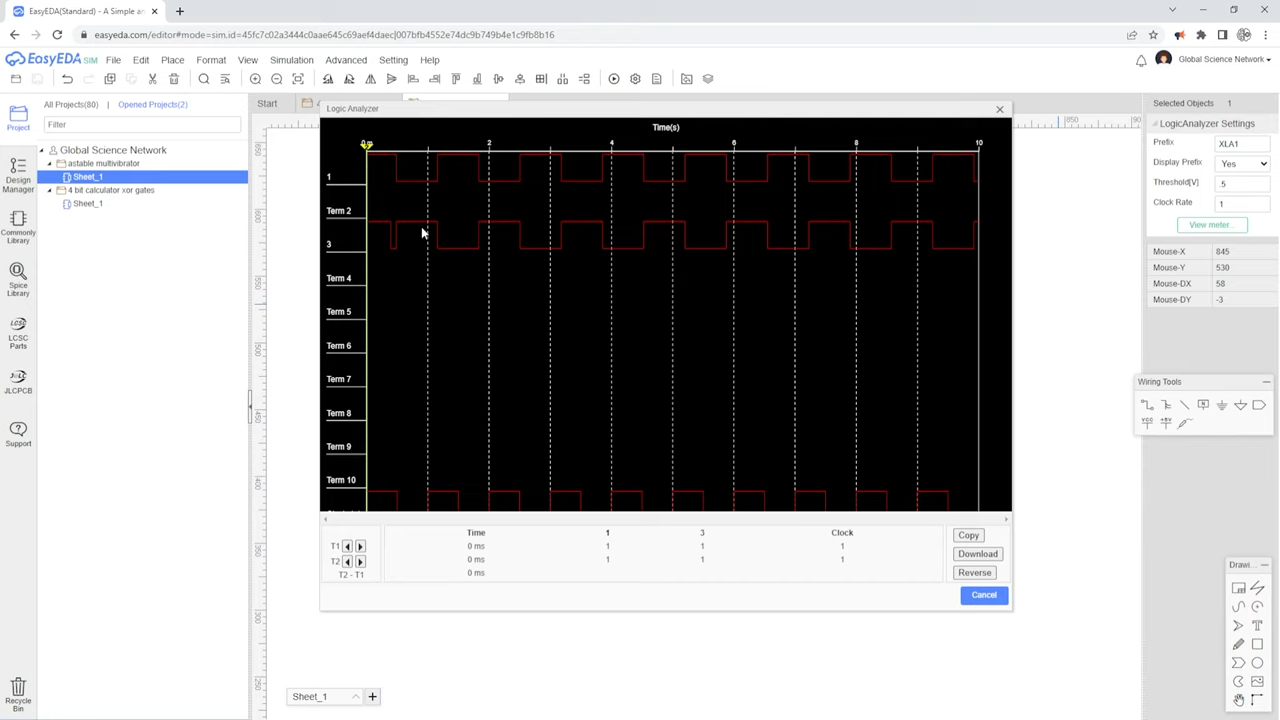 EasyEDA(Standard) - A Simple an
easyeda.com/editor#mode=sim.id=45fc7c02a3444c0aae645c69aef4daec|007bfb4552e74dc9b749b4e1c9fb8b16
EasyEDA SIM File Edit Place Format View Simulation Advanced Setting Help
Global Science Network
Project
Design Manager
Commonly Library
Spice Library
LCSC
LCSC Parts
JLCPCB
Support
Recycle Bin
All Projects(80) Opened Projects(2)
Filter
Global Science Network
astable multivibrator
Sheet_1
4 bit calculator xor gates
Sheet_1
Start
Logic Analyzer
Time(s)
2 4 6 8 10
1
Term 2
3
Term 4
Term 5
Term 6
Term 7
Term 8
Term 9
Term 10
Time 1 3 Clock
T1 0 ms 1 1 1
T2 0 ms 1 1 1
T2 - T1 0 ms
Copy
Download
Reverse
Cancel
Sheet_1
850
Selected Objects 1
LogicAnalyzer Settings
Prefix XLA1
Display Prefix Yes
Threshold[V] .5
Clock Rate 1
View meter...
Mouse-X 845
Mouse-Y 530
Mouse-DX 58
Mouse-DY -3
Wiring Tools
VCC +5V
Drawi...